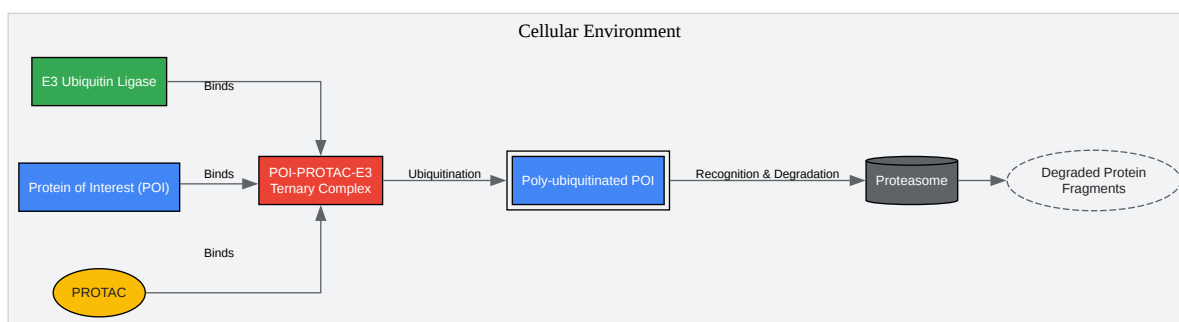 Cellular Environment
E3 Ubiquitin Ligase
Binds
Protein of Interest (POI)
Binds
POI-PROTAC-E3
Ternary Complex
Ubiquitination
Poly-ubiquitinated POI
Recognition & Degradation
Proteasome
Degraded Protein
Fragments
Binds
PROTAC